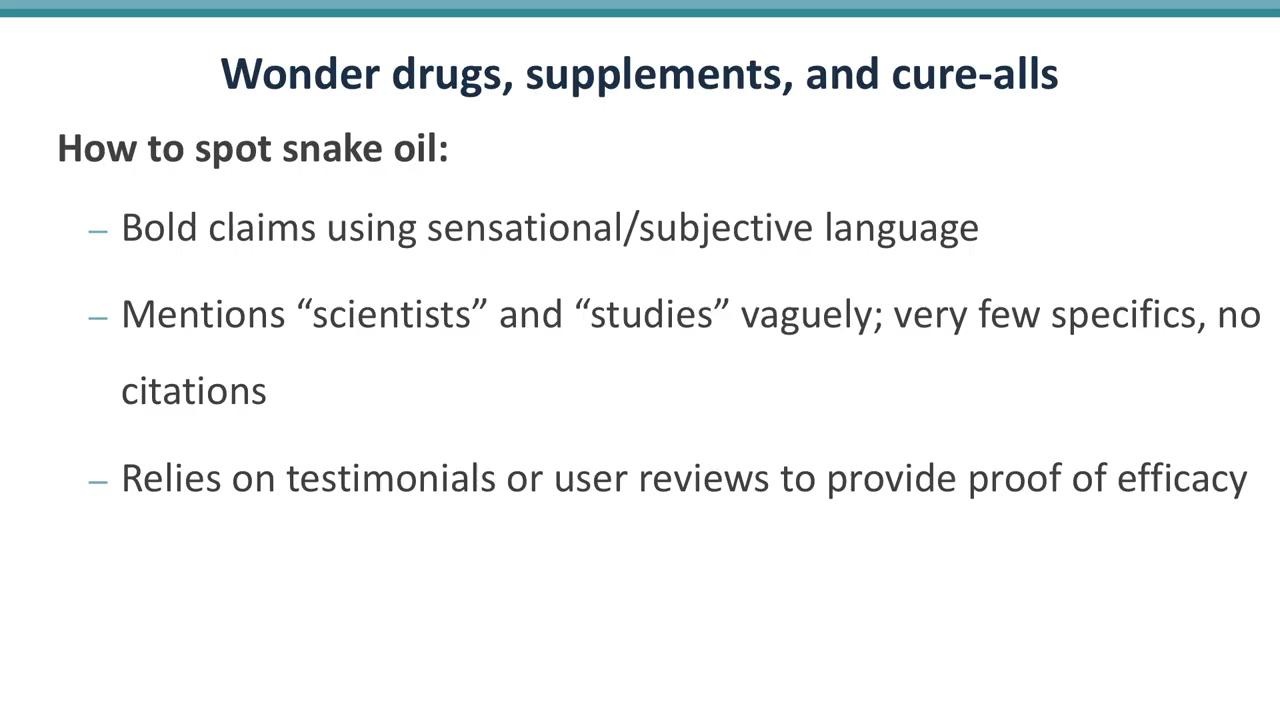 Wonder drugs, supplements, and cure-alls
How to spot snake oil:
– Bold claims using sensational/subjective language
– Mentions “scientists” and “studies” vaguely; very few specifics, no
citations
– Relies on testimonials or user reviews to provide proof of efficacy